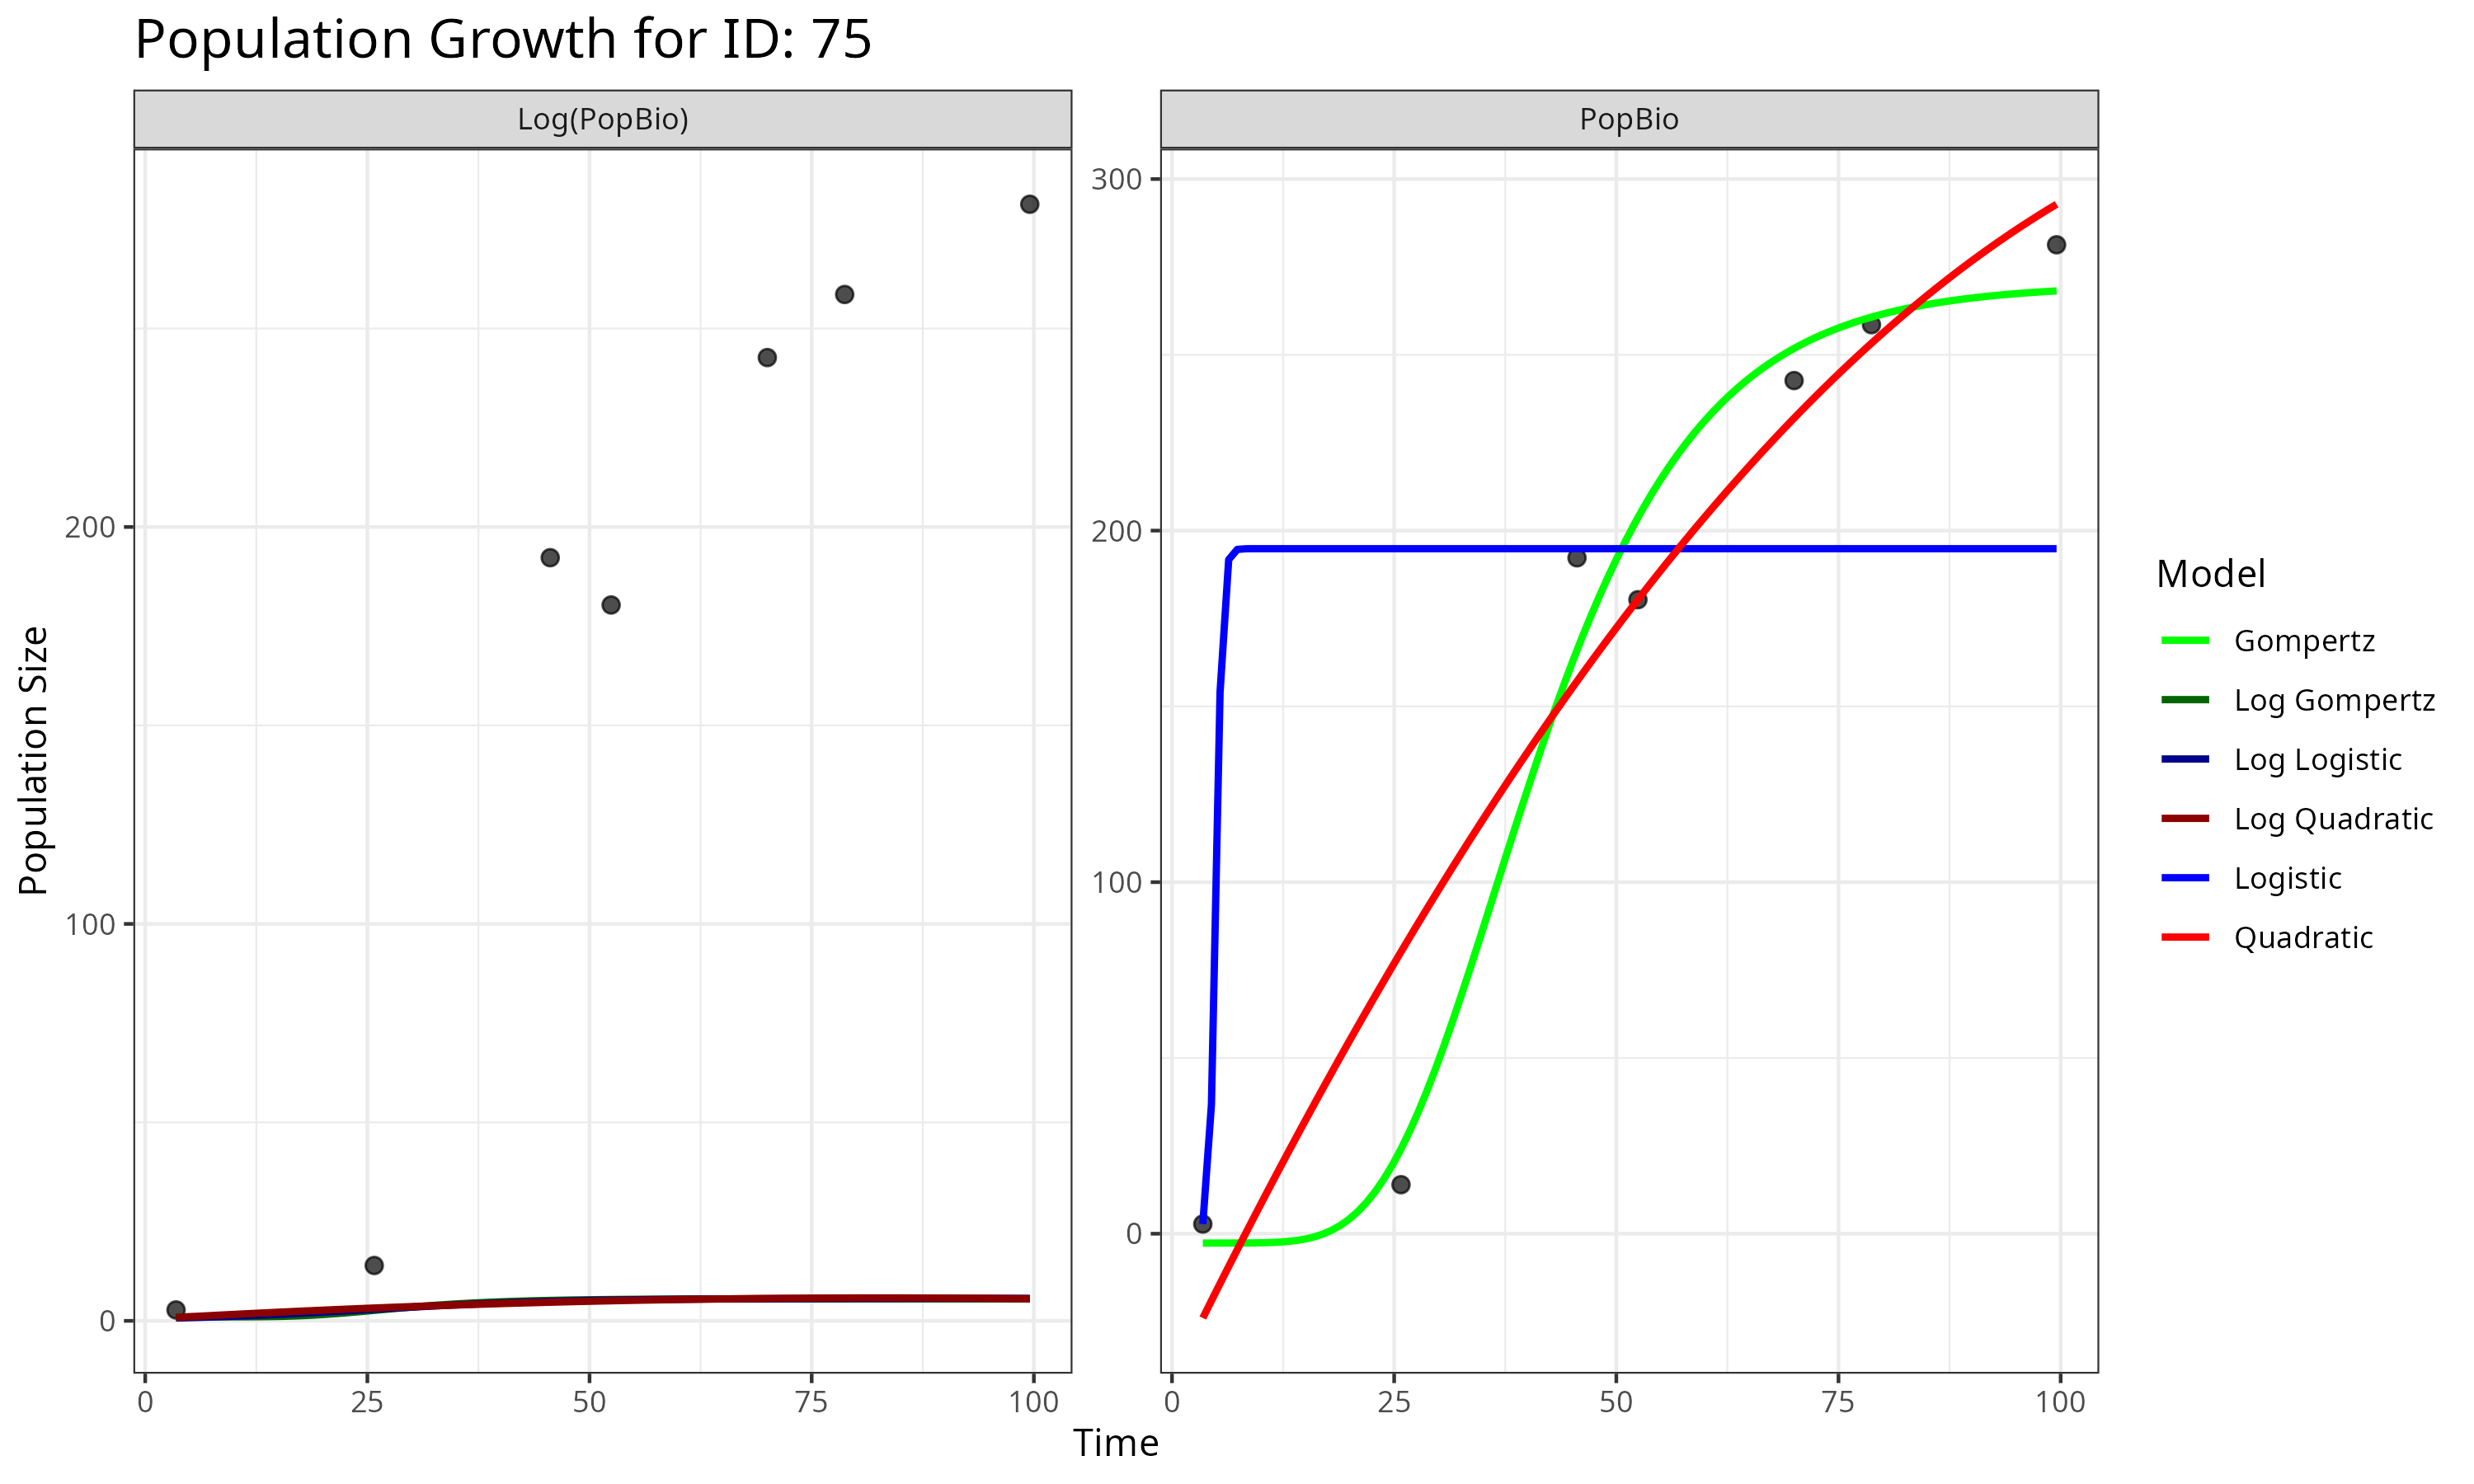 Population Growth for ID: 75
Log(PopBio)
PopBio
Population Size
200
100
0
300
200
100
0
0
25
50
75
100
0
25
50
75
100
Time
Model
Gompertz
Log Gompertz
Log Logistic
Log Quadratic
Logistic
Quadratic